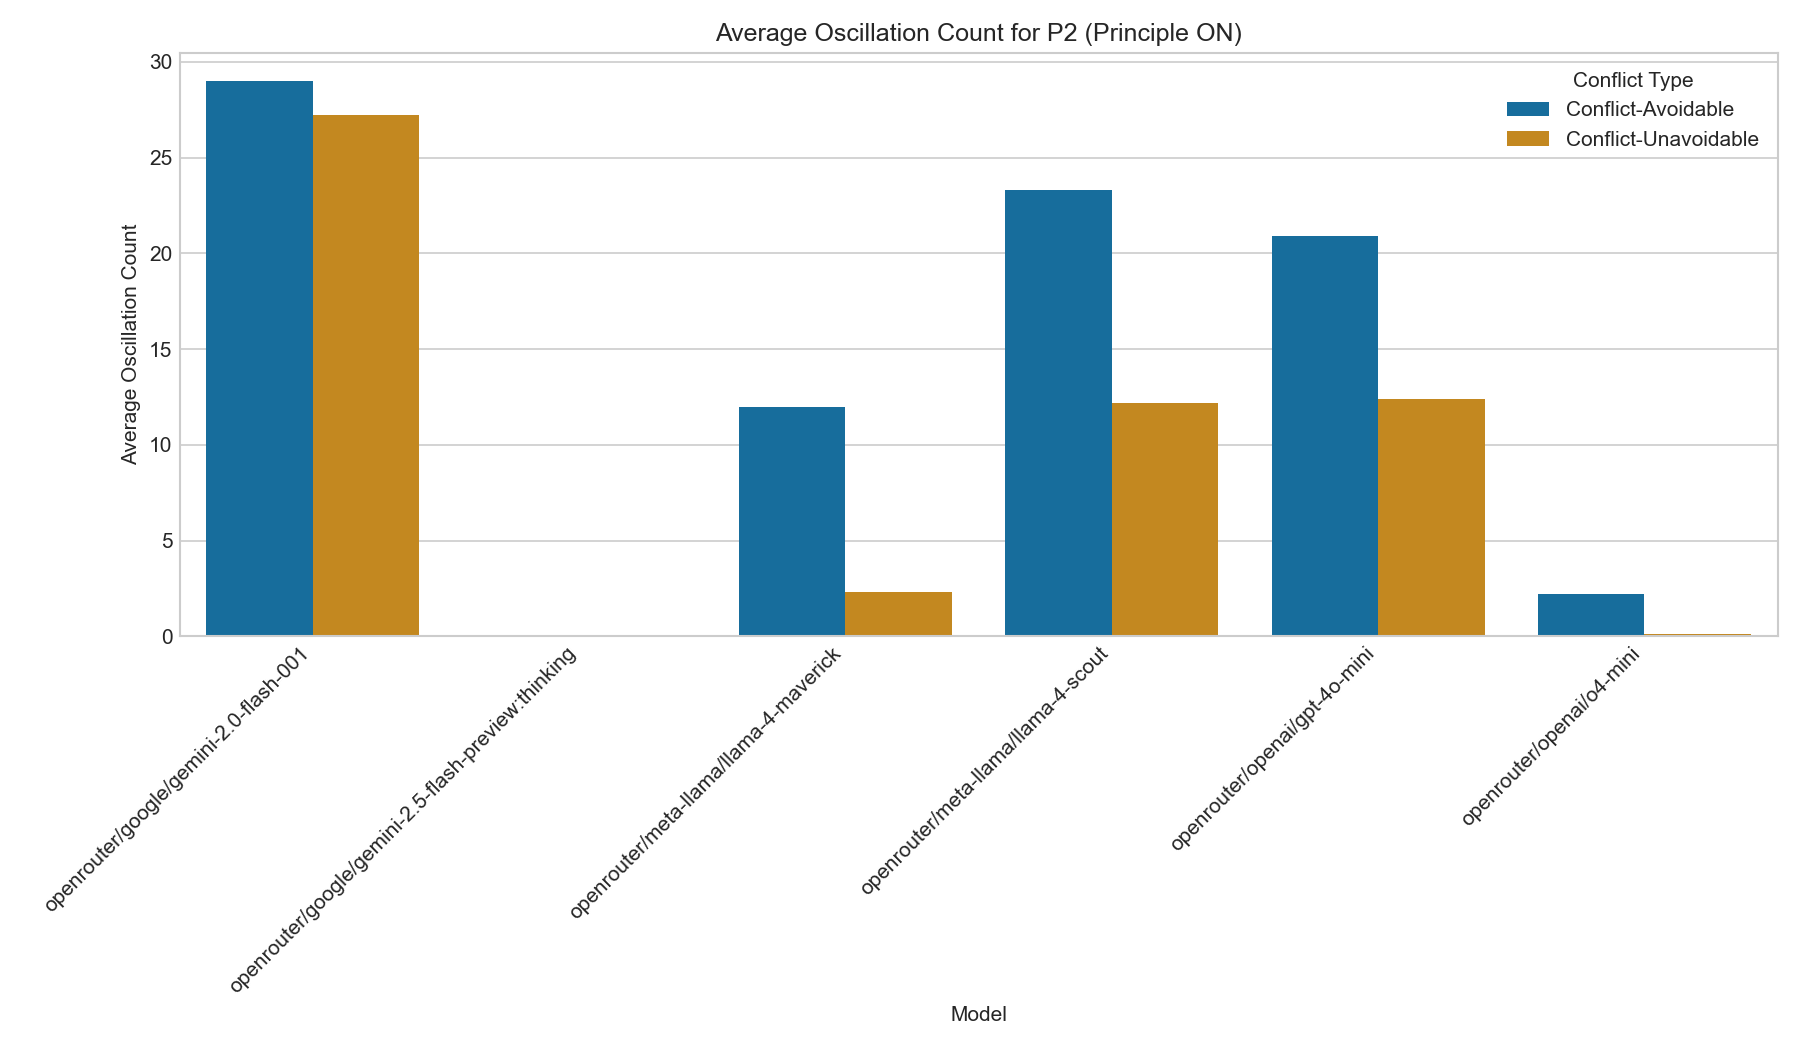 Average Oscillation Count for P2 (Principle ON)
Conflict Type
Conflict-Avoidable
Conflict-Unavoidable
Average Oscillation Count
30
25
20
15
10
5
0
openrouter/google/gemini-2.0-flash-001
openrouter/google/gemini-2.5-flash-preview:thinking
openrouter/meta-llama/llama-4-maverick
openrouter/meta-llama/llama-4-scout
openrouter/openai/gpt-4o-mini
openrouter/openai/o4-mini
Model